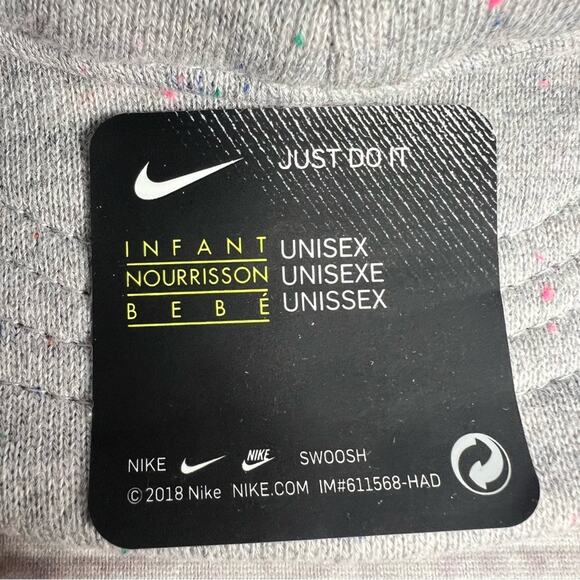 JUST DO IT
INFANT UNISEX
NOURRISSON UNISEXE
BEBÉ UNISSEX
NIKE NIKE SWOOSH
© 2018 Nike NIKE.COM IM#611568-HAD